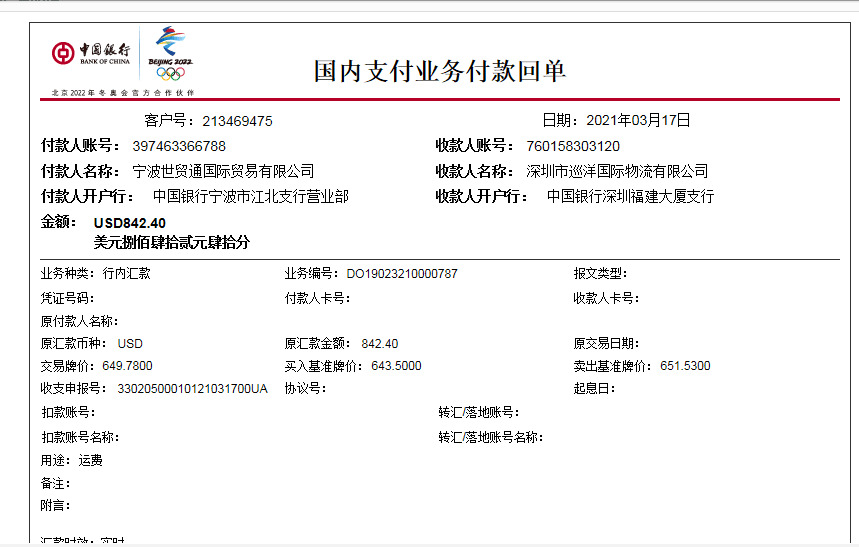 中国银行
BANK OF CHINA
BEIJING 2022
北京2022年冬奥会官方合作伙伴
国内支付业务付款回单
客户号：213469475 日期：2021年03月17日
付款人账号：397463366788 收款人账号：760158303120
付款人名称：宁波世贸通国际贸易有限公司 收款人名称：深圳市巡洋国际物流有限公司
付款人开户行：中国银行宁波市江北支行营业部 收款人开户行：中国银行深圳福建大厦支行
金额：USD842.40
美元捌佰肆拾贰元肆拾分
业务种类：行内汇款 业务编号：DO19023210000787 报文类型：
凭证号码： 付款人卡号： 收款人卡号：
原付款人名称：
原汇款币种：USD 原汇款金额：842.40 原交易日期：
交易牌价：649.7800 买入基准牌价：643.5000 卖出基准牌价：651.5300
收支申报号：33020500010121031700UA 协议号： 起息日：
扣款账号： 转汇/落地账号：
扣款账号名称： 转汇/落地账号名称：
用途：运费
备注：
附言：
汇款时效：实时